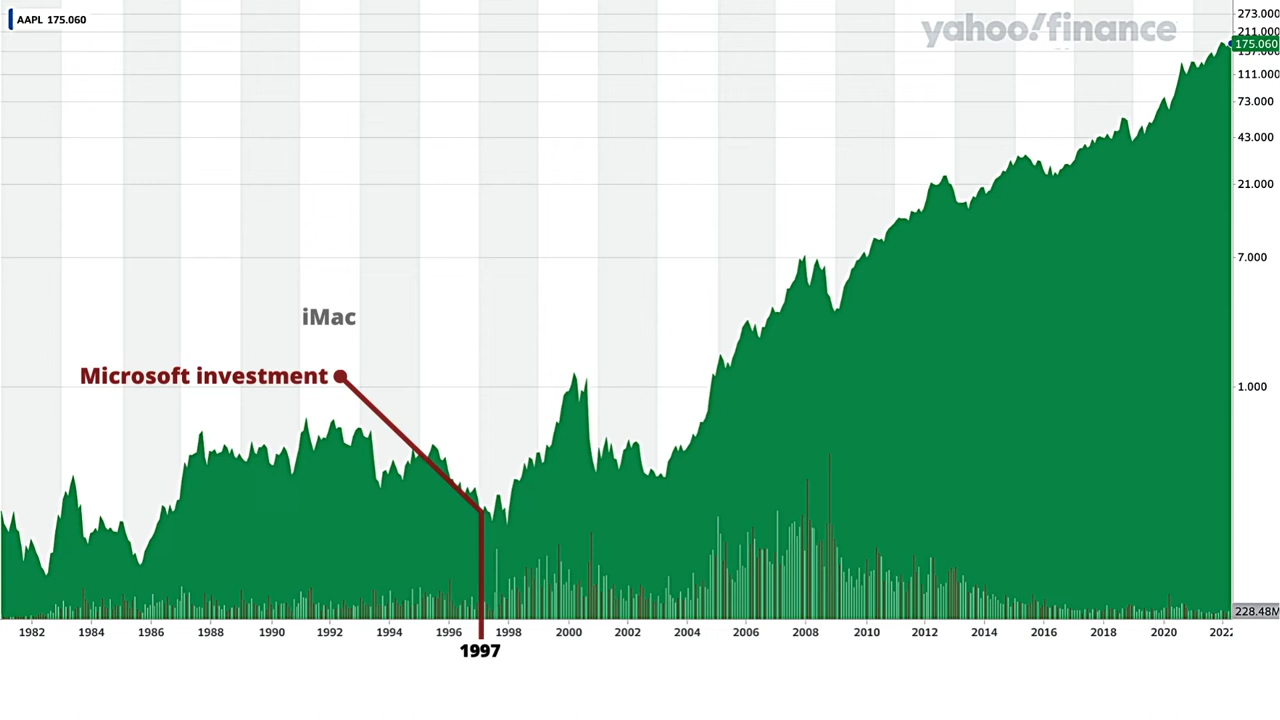 AAPL 175.060
yahoo!finance
273.000
211.000
175.060
157.000
111.000
73.000
43.000
21.000
7.000
iMac
Microsoft investment
1.000
228.48M
1982 1984 1986 1988 1990 1992 1994 1996 1998 2000 2002 2004 2006 2008 2010 2012 2014 2016 2018 2020 2022
1997